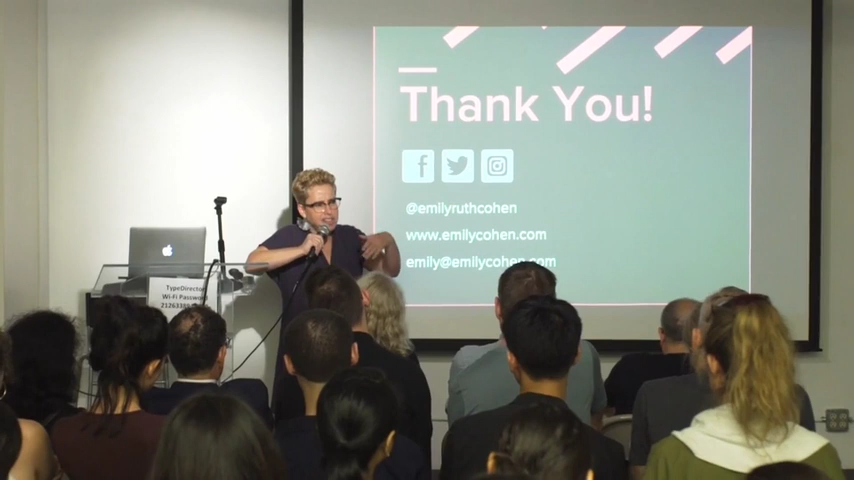 Thank You!
@emilyruthcohen
www.emilycohen.com
emily@emilycohen.com
TypeDirector
Wi-Fi Password